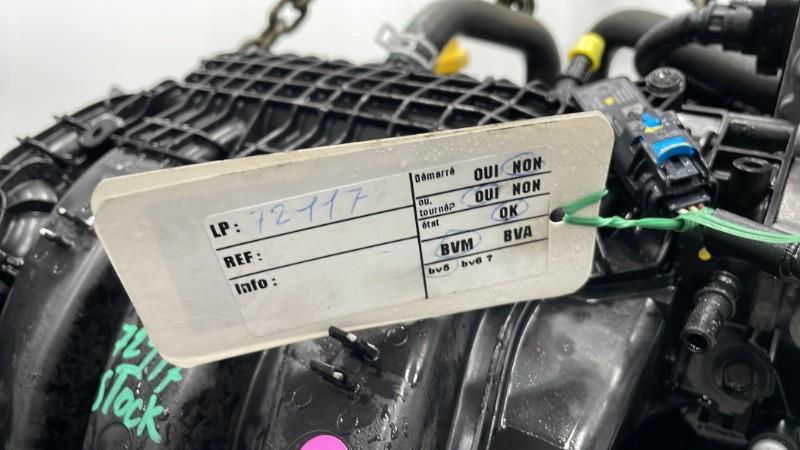 LP: 72117
REF:
Info:
Démarré OUI NON
ou, tourné? OUI NON
état OK
BVM BVA
bv5 bv6 ?
72117
STOCK